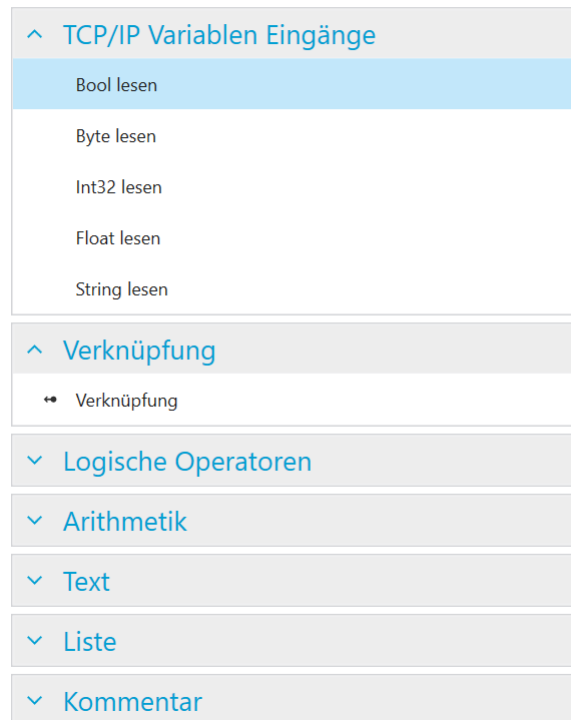 TCP/IP Variablen Eingänge
Bool lesen
Byte lesen
Int32 lesen
Float lesen
String lesen
Verknüpfung
Verknüpfung
Logische Operatoren
Arithmetik
Text
Liste
Kommentar